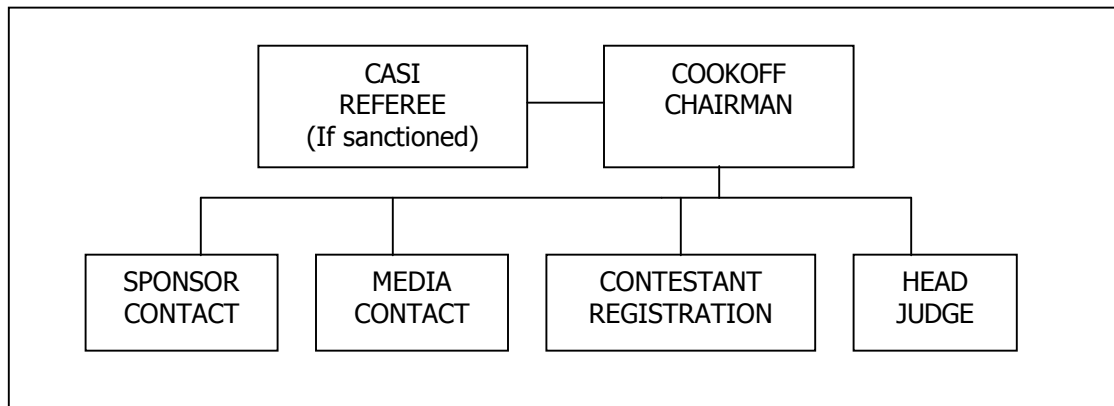 CASI
REFEREE
(If sanctioned)
COOKOFF
CHAIRMAN
SPONSOR
CONTACT
MEDIA
CONTACT
CONTESTANT
REGISTRATION
HEAD
JUDGE